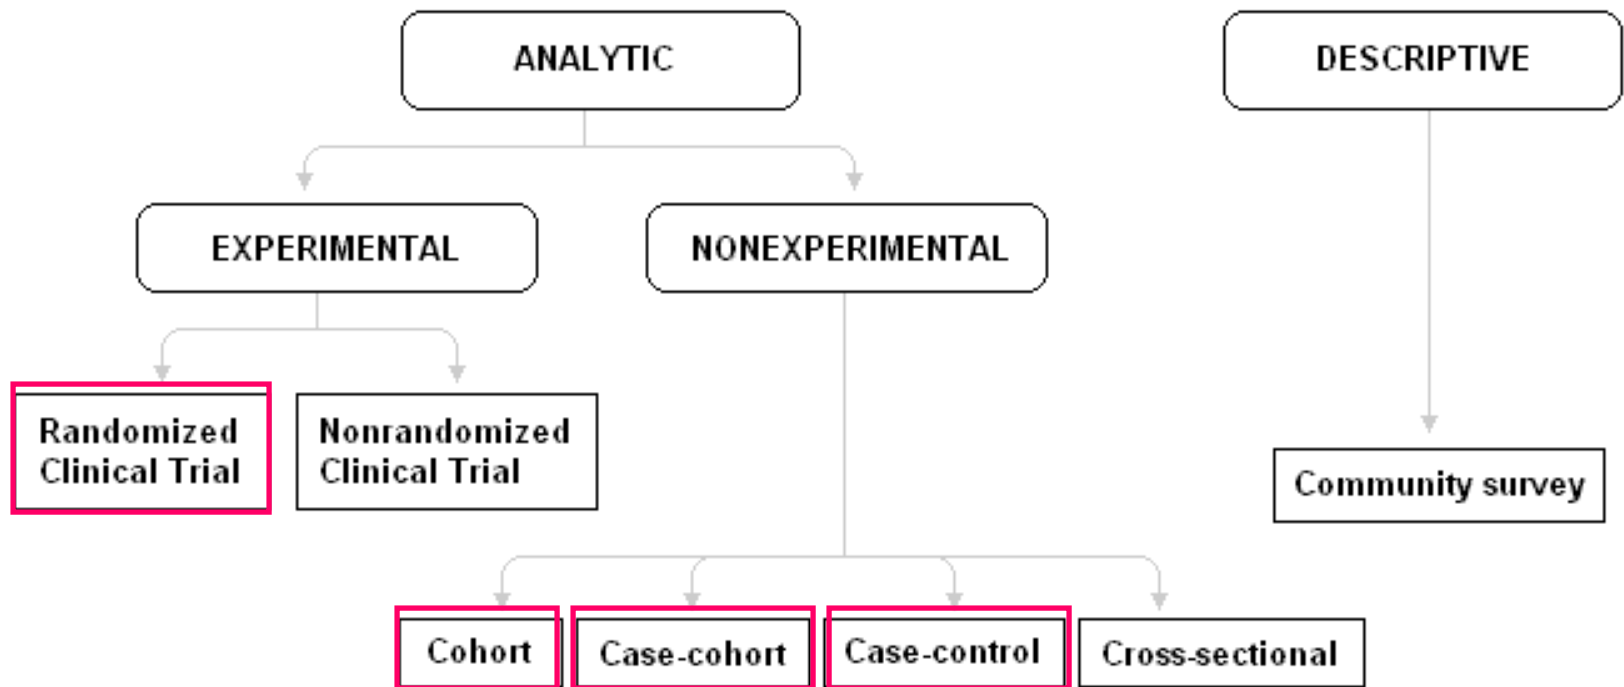 ANALYTIC
DESCRIPTIVE
EXPERIMENTAL
NONEXPERIMENTAL
Randomized
Clinical Trial
Nonrandomized
Clinical Trial
Community survey
Cohort
Case-cohort
Case-control
Cross-sectional